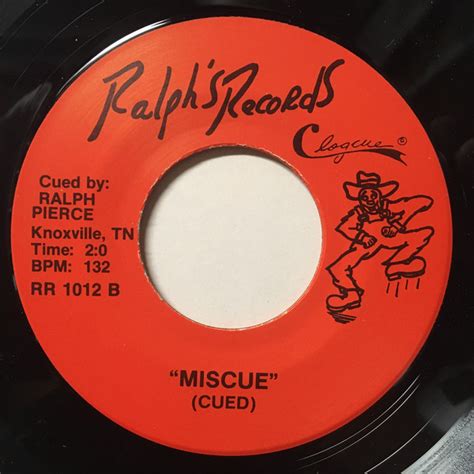 Ralph's Records
Clogcue ©
Cued by:
RALPH
PIERCE
Knoxville, TN
Time: 2:0
BPM: 132
RR 1012 B
"MISCUE"
(CUED)